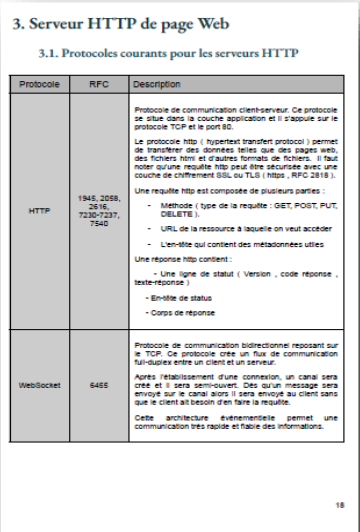 3. Serveur HTTP de page Web
3.1. Protocoles courants pour les serveurs HTTP
Protocole RFC Description
HTTP
1945, 2058,
2616,
7230-7237,
7540
Protocole de communication client-serveur. Ce protocole
se situe dans la couche application et il s'appuie sur le
protocole TCP et le port 80.
Le protocole http ( hypertext transfert protocol ) permet
de transférer des données telles que des pages web,
des fichiers html et d'autres formats de fichiers. Il faut
noter qu'une requête http peut être sécurisée avec une
couche de chiffrement SSL ou TLS ( https , RFC 2818 ).
Une requête http est composée de plusieurs parties :
- Méthode ( type de la requête : GET, POST, PUT,
DELETE ).
- URL de la ressource à laquelle on veut accéder
- L'en-tête qui contient des métadonnées utiles
Une réponse http contient :
- Une ligne de statut ( Version , code réponse ,
texte-réponse )
- En-tête de status
- Corps de réponse
WebSocket
6455
Protocole de communication bidirectionnel reposant sur
le TCP. Ce protocole crée un flux de communication
full-duplex entre un client et un serveur.
Après l'établissement d'une connexion, un canal sera
créé et il sera semi-ouvert. Dès qu'un message sera
envoyé sur le canal alors il sera envoyé au client sans
que le client ait besoin d'en faire la requête.
Cette architecture évènementielle permet une
communication très rapide et fiable des informations.
18